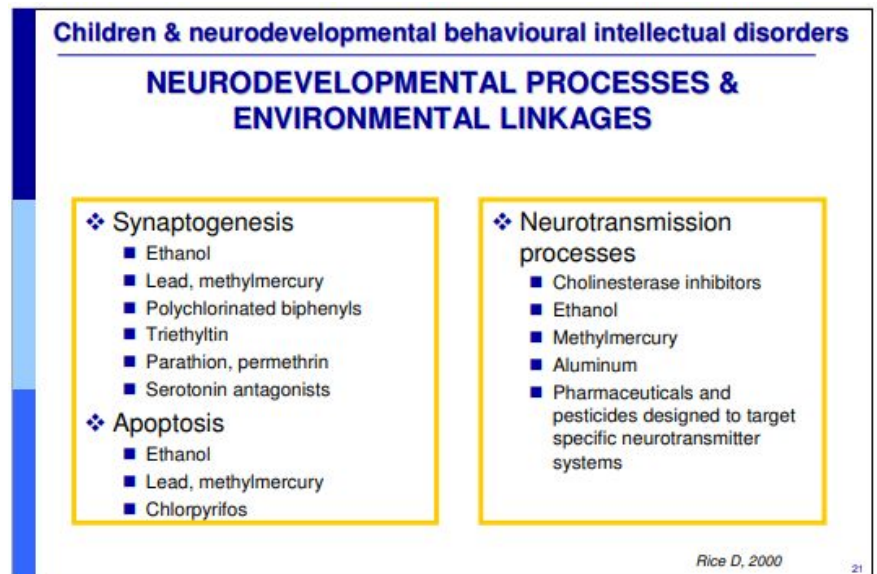 Children & neurodevelopmental behavioural intellectual disorders
NEURODEVELOPMENTAL PROCESSES &
ENVIRONMENTAL LINKAGES
❖ Synaptogenesis
■ Ethanol
■ Lead, methylmercury
■ Polychlorinated biphenyls
■ Triethyltin
■ Parathion, permethrin
■ Serotonin antagonists
❖ Apoptosis
■ Ethanol
■ Lead, methylmercury
■ Chlorpyrifos
❖ Neurotransmission
processes
■ Cholinesterase inhibitors
■ Ethanol
■ Methylmercury
■ Aluminum
■ Pharmaceuticals and
pesticides designed to target
specific neurotransmitter
systems
Rice D, 2000
21